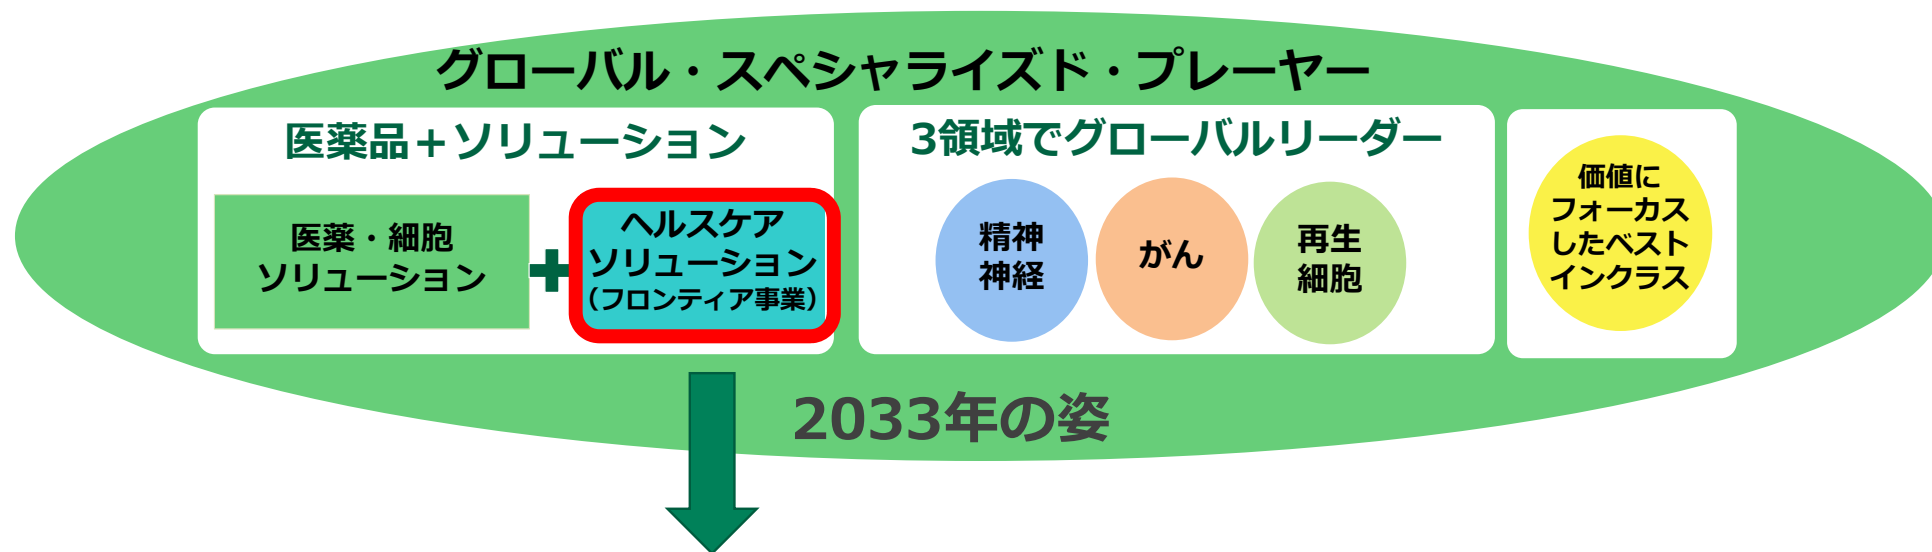 グローバル・スペシャライズド・プレーヤー
医薬品+ソリューション
医薬・細胞
ソリューション
+
ヘルスケア
ソリューション
（フロンティア事業）
3領域でグローバルリーダー
精神
神経
がん
再生
細胞
価値に
フォーカス
したベスト
インクラス
2033年の姿